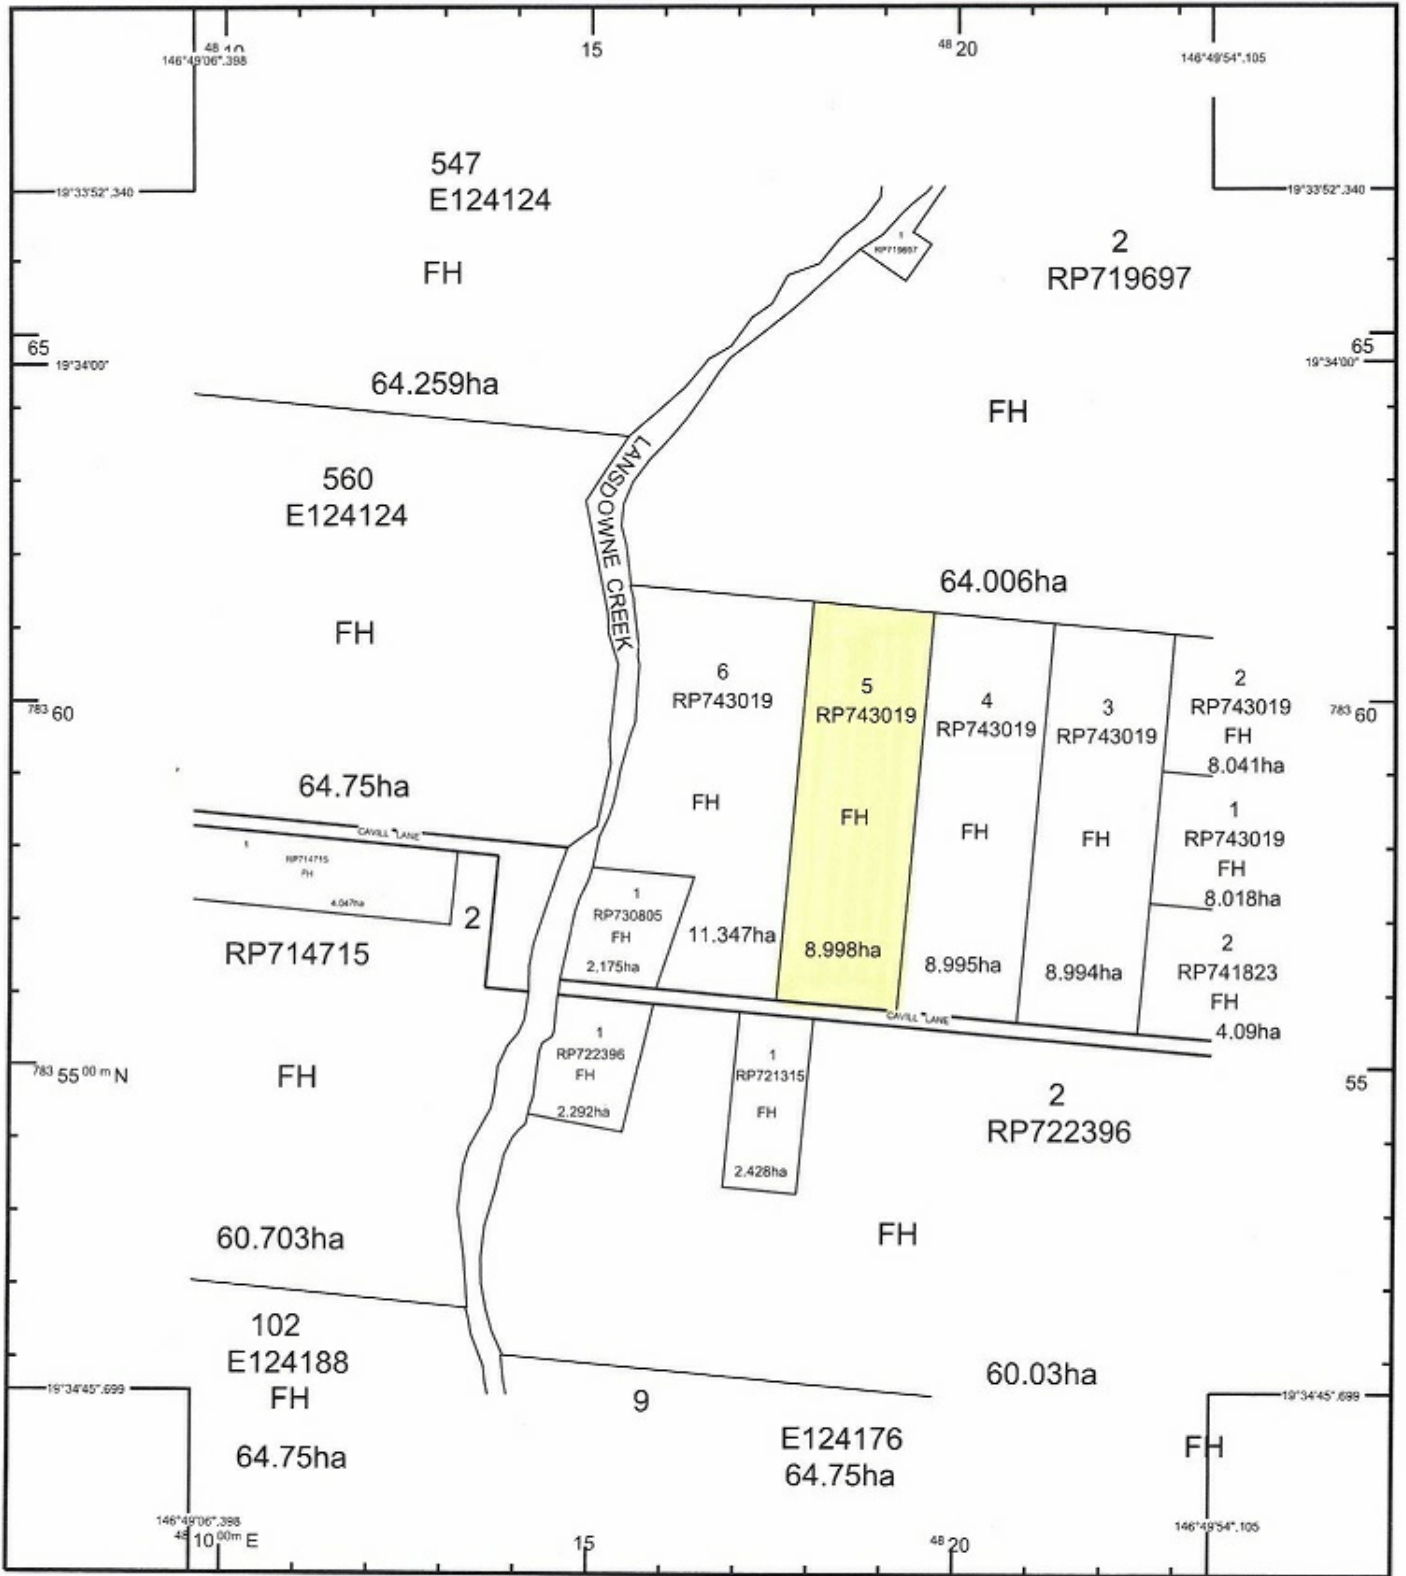 48 10
15
48 20
146°49'06".398
146°49'54".105
547
E124124
FH
64.259ha
19°33'52".340
19°33'52".340
1
RP719697
2
RP719697
FH
64.006ha
65
19°34'00"
65
19°34'00"
560
E124124
FH
64.75ha
LANSDOWNE CREEK
6
RP743019
FH
11.347ha
5
RP743019
FH
8.998ha
4
RP743019
FH
8.995ha
3
RP743019
FH
8.994ha
2
RP743019
FH
8.041ha
1
RP743019
FH
8.018ha
2
RP741823
FH
4.09ha
783 60
783 60
CAVILL LANE
1
RP714715
FH
4.047ha
2
RP714715
FH
60.703ha
1
RP730805
FH
2.175ha
CAVILL LANE
1
RP722396
FH
2.292ha
1
RP721315
FH
2.428ha
2
RP722396
FH
60.03ha
783 55 00 m N
55
102
E124188
FH
64.75ha
9
E124176
64.75ha
FH
19°34'45".699
19°34'45".699
146°49'06".398
146°49'54".105
48 10 00m E
15
48 20